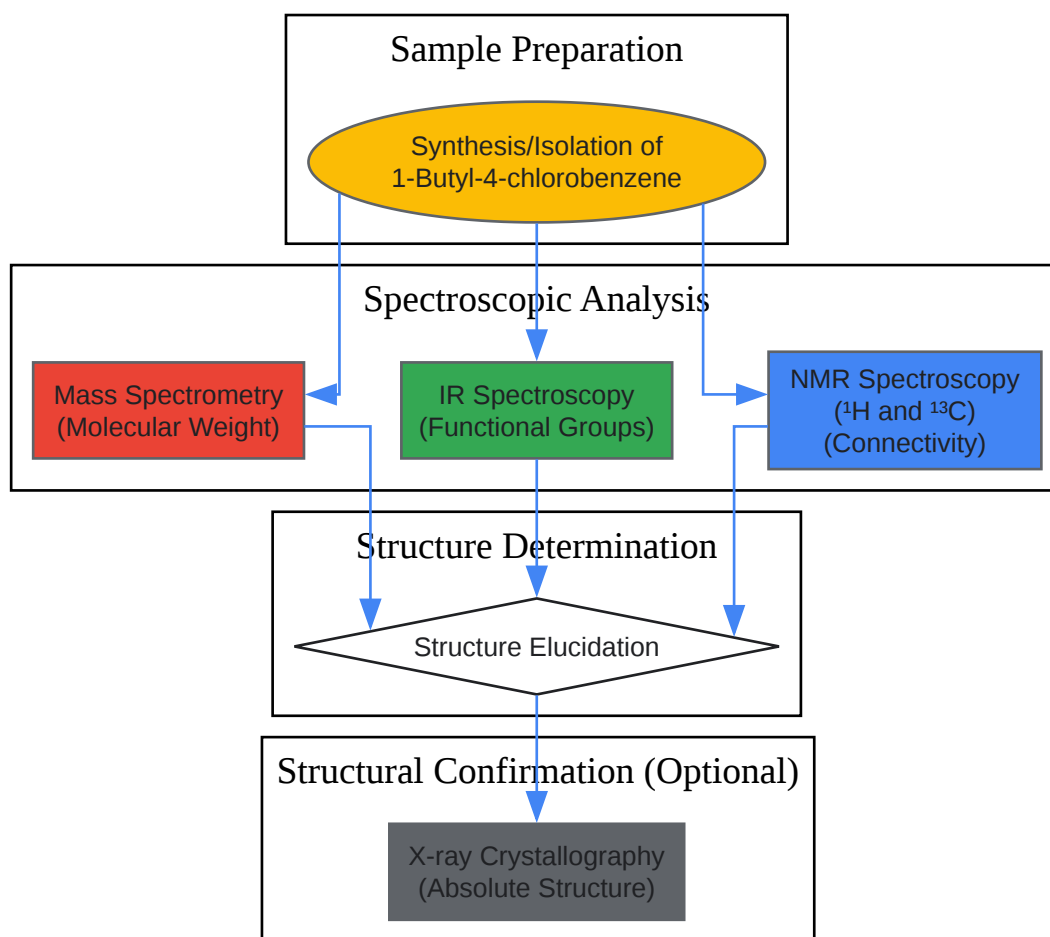 Sample Preparation
Synthesis/Isolation of
1-Butyl-4-chlorobenzene
Spectroscopic Analysis
Mass Spectrometry
(Molecular Weight)
IR Spectroscopy
(Functional Groups)
NMR Spectroscopy
(¹H and ¹³C)
(Connectivity)
Structure Determination
Structure Elucidation
Structural Confirmation (Optional)
X-ray Crystallography
(Absolute Structure)